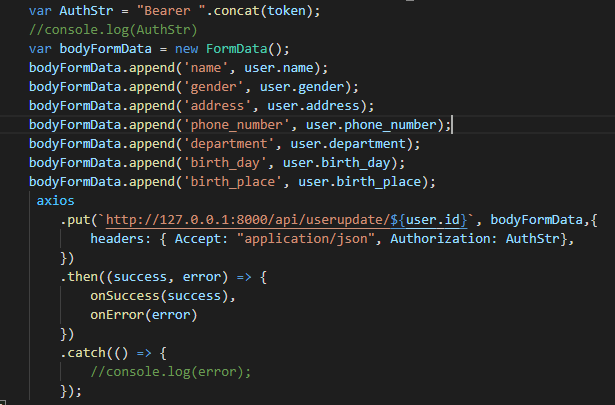 var AuthStr = "Bearer ".concat(token);
//console.log(AuthStr)
var bodyFormData = new FormData();
bodyFormData.append('name', user.name);
bodyFormData.append('gender', user.gender);
bodyFormData.append('address', user.address);
bodyFormData.append('phone_number', user.phone_number);
bodyFormData.append('department', user.department);
bodyFormData.append('birth_day', user.birth_day);
bodyFormData.append('birth_place', user.birth_place);
axios
.put(`http://127.0.0.1:8000/api/userupdate/${user.id}`, bodyFormData,{
headers: { Accept: "application/json", Authorization: AuthStr},
})
.then((success, error) => {
onSuccess(success),
onError(error)
})
.catch(() => {
//console.log(error);
});